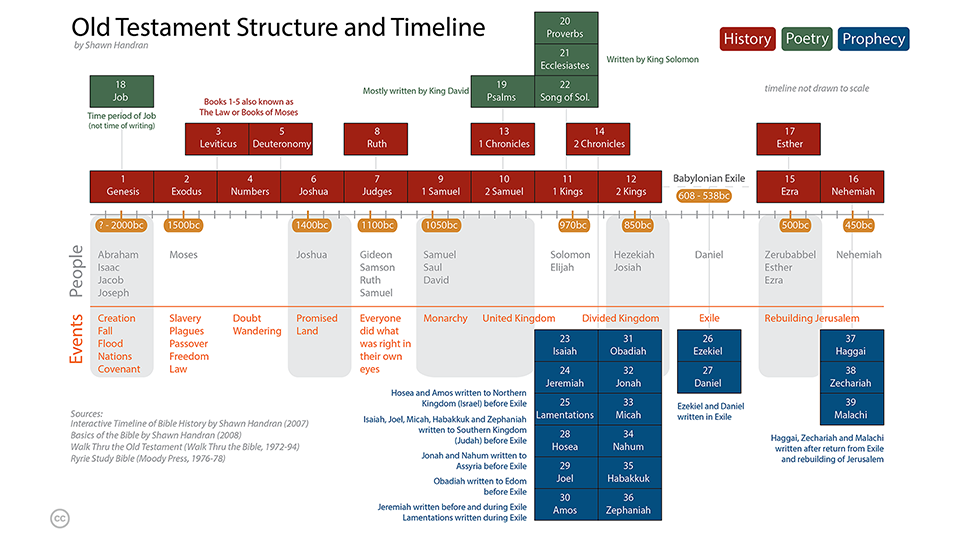 Old Testament Structure and Timeline
by Shawn Handran
History
Poetry
Prophecy
timeline not drawn to scale
20
Proverbs
21
Ecclesiastes
22
Song of Sol.
Written by King Solomon
18
Job
Time period of Job
(not time of writing)
Mostly written by King David
19
Psalms
Books 1-5 also known as
The Law or Books of Moses
3
Leviticus
5
Deuteronomy
8
Ruth
13
1 Chronicles
14
2 Chronicles
17
Esther
1
Genesis
2
Exodus
4
Numbers
6
Joshua
7
Judges
9
1 Samuel
10
2 Samuel
11
1 Kings
12
2 Kings
Babylonian Exile
608 - 538bc
15
Ezra
16
Nehemiah
? - 2000bc
1500bc
1400bc
1100bc
1050bc
970bc
850bc
500bc
450bc
People
Abraham
Isaac
Jacob
Joseph
Moses
Joshua
Gideon
Samson
Ruth
Samuel
Samuel
Saul
David
Solomon
Elijah
Hezekiah
Josiah
Daniel
Zerubabbel
Esther
Ezra
Nehemiah
Events
Creation
Fall
Flood
Nations
Covenant
Slavery
Plagues
Passover
Freedom
Law
Doubt
Wandering
Promised
Land
Everyone
did what
was right in
their own
eyes
Monarchy
United Kingdom
Divided Kingdom
Exile
Rebuilding Jerusalem
23
Isaiah
24
Jeremiah
25
Lamentations
28
Hosea
29
Joel
30
Amos
31
Obadiah
32
Jonah
33
Micah
34
Nahum
35
Habakkuk
36
Zephaniah
26
Ezekiel
27
Daniel
Ezekiel and Daniel
written in Exile
37
Haggai
38
Zechariah
39
Malachi
Haggai, Zechariah and Malachi
written after return from Exile
and rebuilding of Jerusalem
Hosea and Amos written to Northern
Kingdom (Israel) before Exile
Isaiah, Joel, Micah, Habakkuk and Zephaniah
written to Southern Kingdom
(Judah) before Exile
Jonah and Nahum written to
Assyria before Exile
Obadiah written to Edom
before Exile
Jeremiah written before and during Exile
Lamentations written during Exile
Sources:
Interactive Timeline of Bible History by Shawn Handran (2007)
Basics of the Bible by Shawn Handran (2008)
Walk Thru the Old Testament (Walk Thru the Bible, 1972-94)
Ryrie Study Bible (Moody Press, 1976-78)
cc